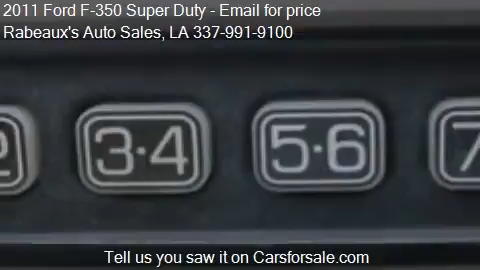 2011 Ford F-350 Super Duty - Email for price
Rabeaux's Auto Sales, LA 337-991-9100
3·4 5·6 7
Tell us you saw it on Carsforsale.com